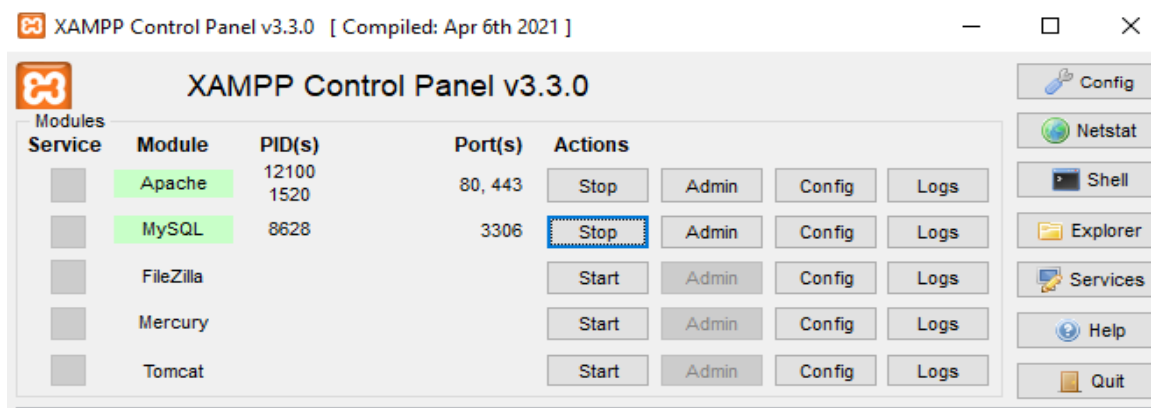 XAMPP Control Panel v3.3.0 [ Compiled: Apr 6th 2021 ]
XAMPP Control Panel v3.3.0
Config
Modules
Service Module PID(s) Port(s) Actions
Netstat
Apache 12100 1520 80, 443 Stop Admin Config Logs
Shell
MySQL 8628 3306 Stop Admin Config Logs
Explorer
FileZilla Start Admin Config Logs
Services
Mercury Start Admin Config Logs
Help
Tomcat Start Admin Config Logs
Quit